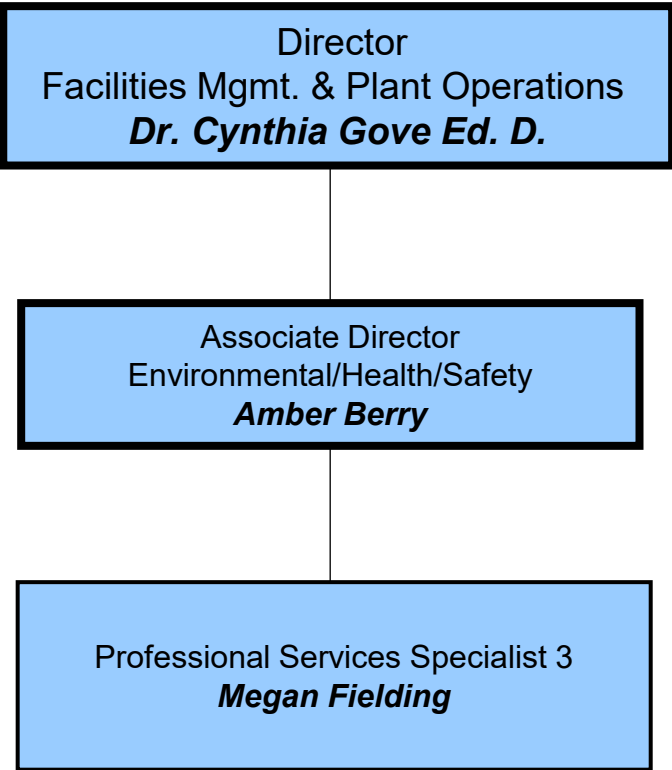 Director
Facilities Mgmt. & Plant Operations
Dr. Cynthia Gove Ed. D.
Associate Director
Environmental/Health/Safety
Amber Berry
Professional Services Specialist 3
Megan Fielding